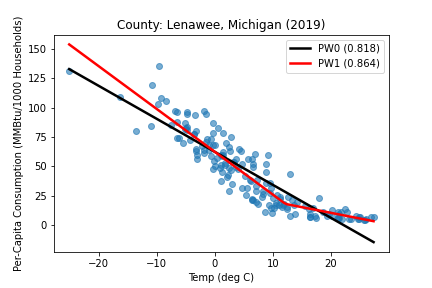 County: Lenawee, Michigan (2019)
Per-Capita Consumption (MMBtu/1000 Households)
150
125
100
75
50
25
0
PW0 (0.818)
PW1 (0.864)
−20 −10 0 10 20
Temp (deg C)